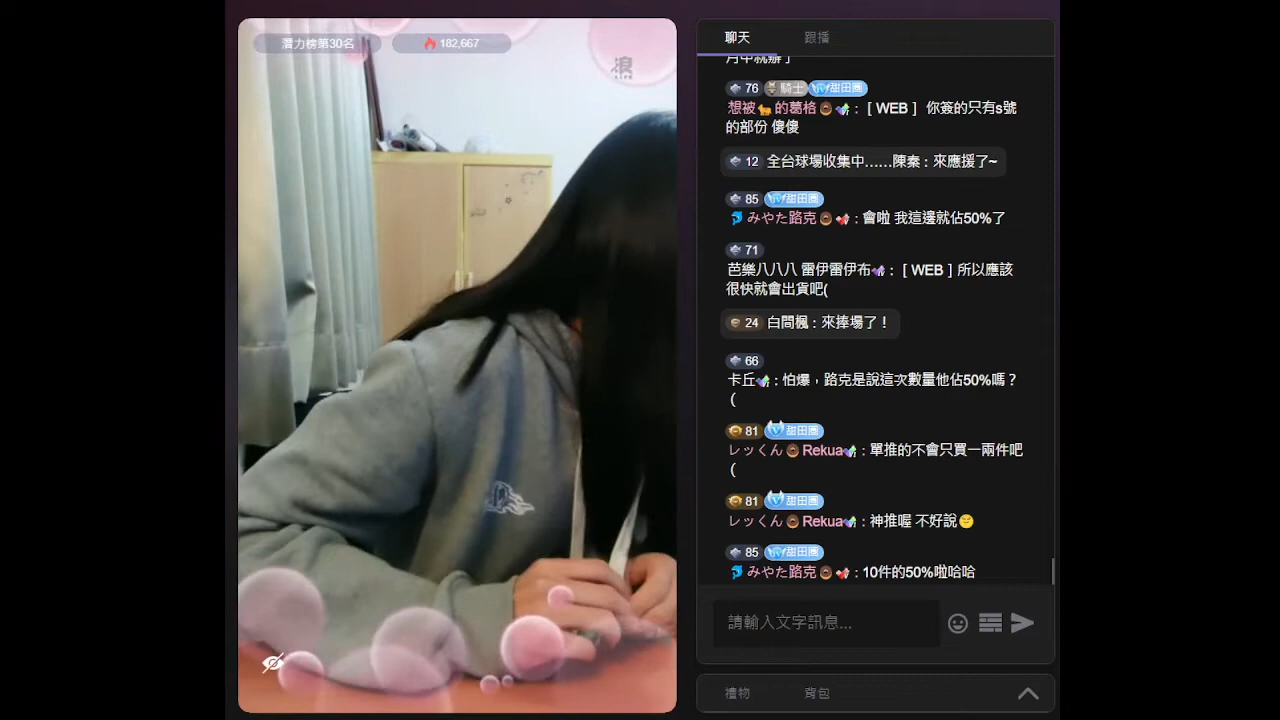 潛力榜第30名
182,667
浪
LIVE
聊天
跟播
月中就辦了
76 騎士 甜田團
想被🐆的葛格🍩: [ WEB ] 你簽的只有s號
的部份 傻傻
12 全台球場收集中……陳秦 : 來應援了~
85 甜田團
🐬みやた路克🍩: 會啦 我這邊就佔50%了
71
芭樂八八八 雷伊雷伊布: [ WEB ] 所以應該
很快就會出貨吧(
24 白問楓 : 來捧場了！
66
卡丘: 怕爆，路克是說這次數量他佔50%嗎？
(
81 甜田團
レッくん🍩Rekua: 單推的不會只買一兩件吧
(
81 甜田團
レッくん🍩Rekua: 神推喔 不好說
85 甜田團
🐬みやた路克🍩: 10件的50%啦哈哈
請輸入文字訊息...
禮物
背包